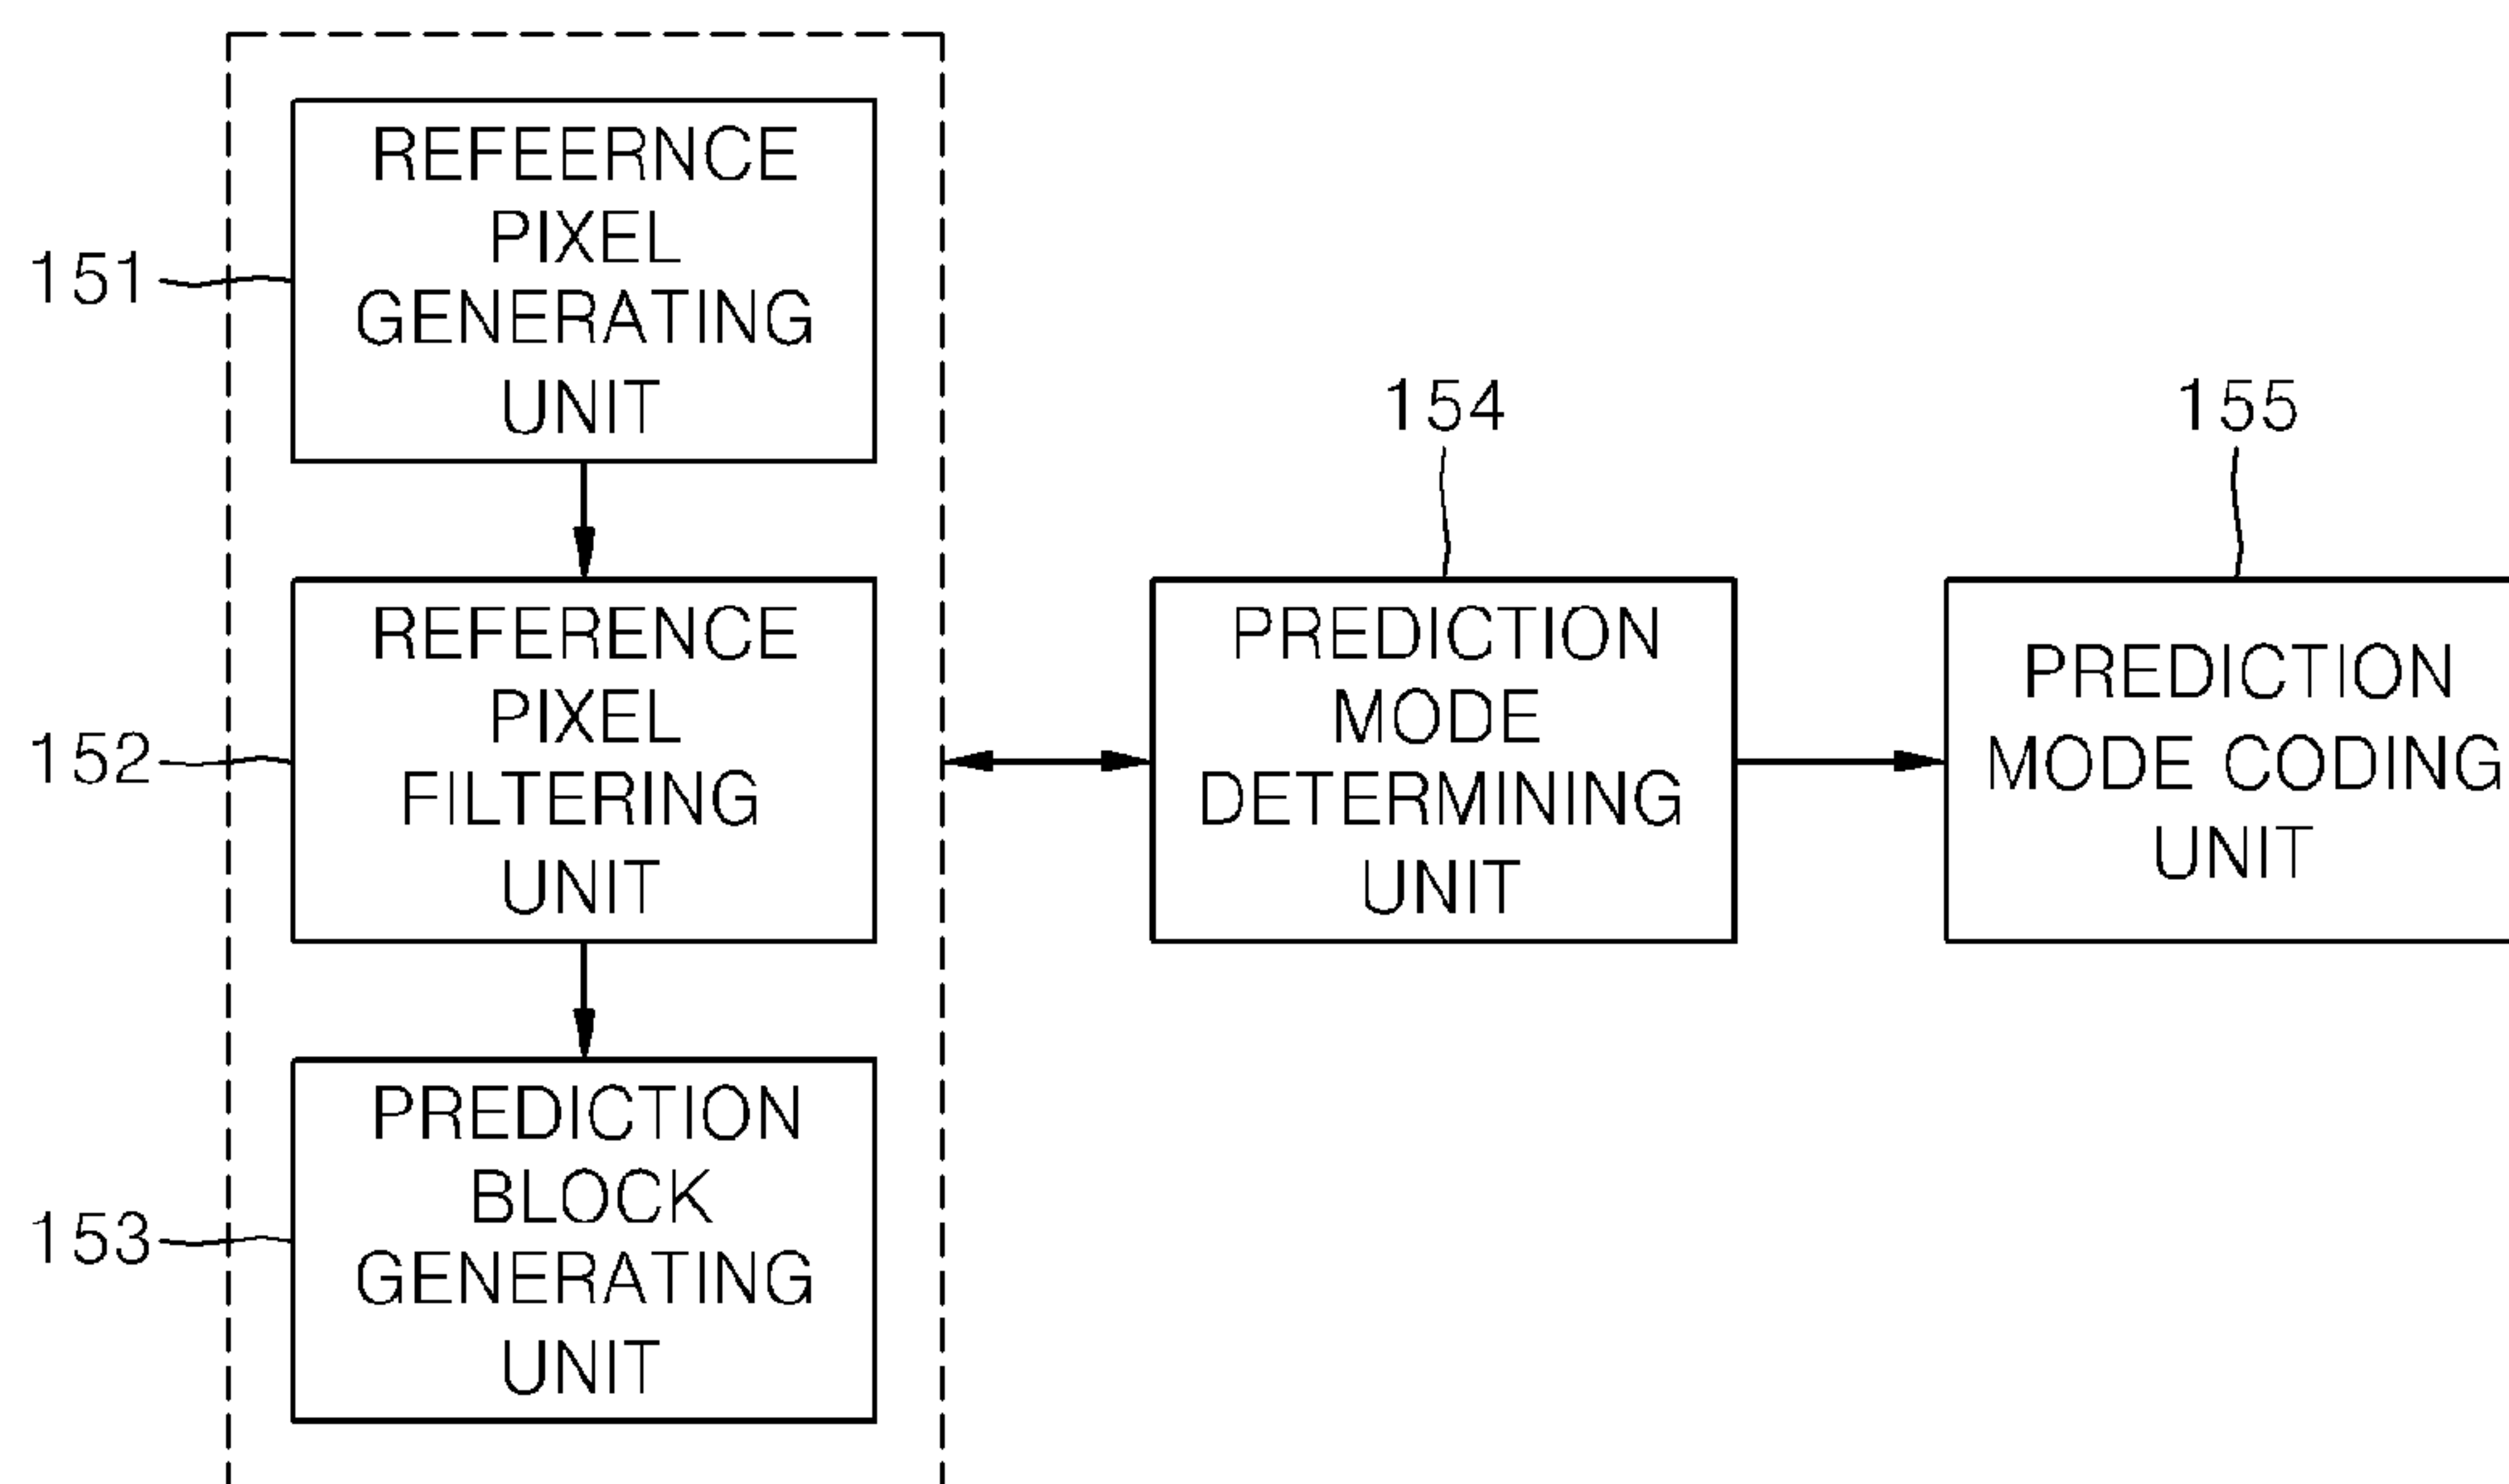 151
REFEERNCE
PIXEL
GENERATING
UNIT
152
REFERENCE
PIXEL
FILTERING
UNIT
153
PREDICTION
BLOCK
GENERATING
UNIT
154
PREDICTION
MODE
DETERMINING
UNIT
155
PREDICTION
MODE CODING
UNIT